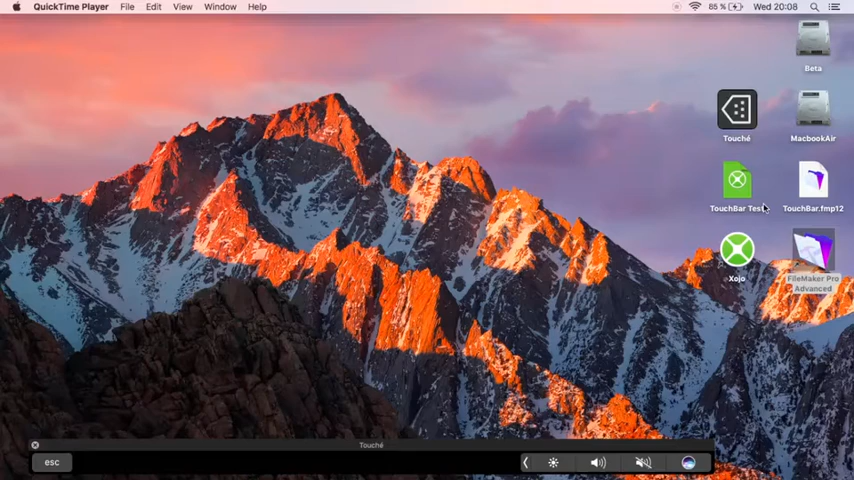 QuickTime Player File Edit View Window Help 85 % Wed 20:08
Beta
Touché
MacbookAir
TouchBar Test
TouchBar.fmp12
Xojo
FileMaker Pro
Advanced
Touché
esc